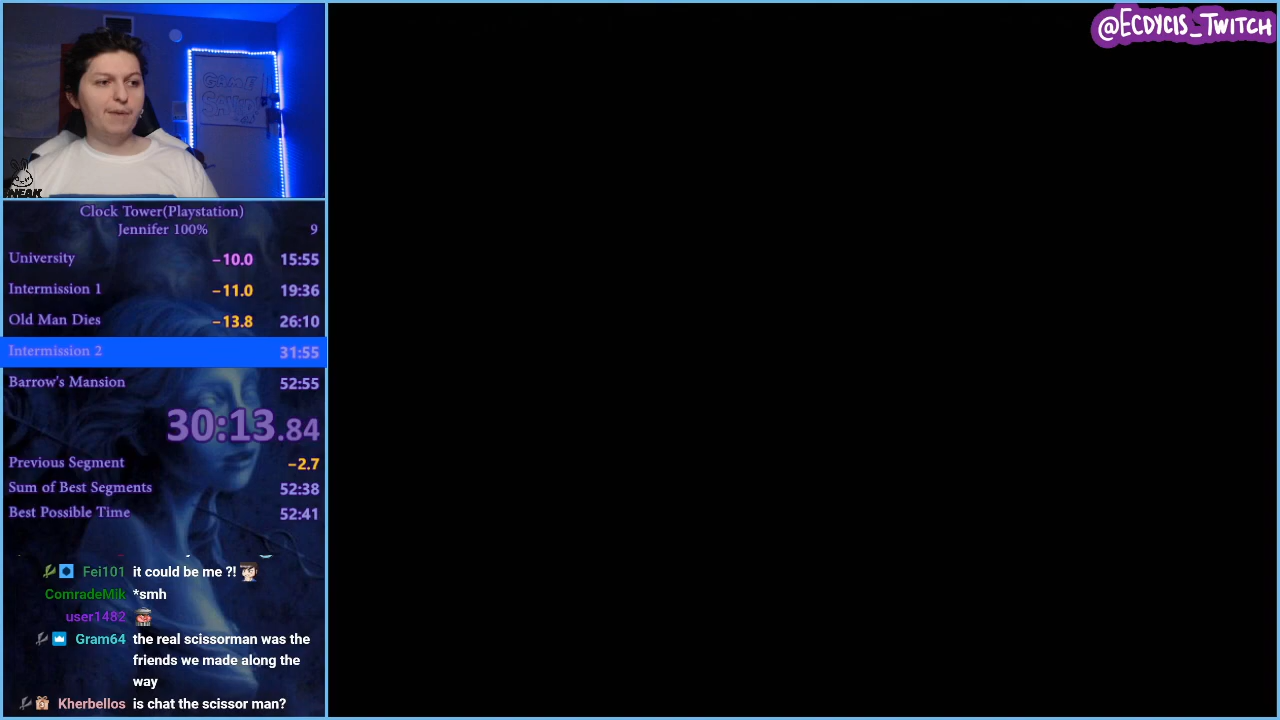 @Ecdycis_Twitch
GAME
NEAK
Clock Tower(Playstation)
Jennifer 100% 9
University −10.0 15:55
Intermission 1 −11.0 19:36
Old Man Dies −13.8 26:10
Intermission 2 31:55
Barrow's Mansion 52:55
30:13.84
Previous Segment −2.7
Sum of Best Segments 52:38
Best Possible Time 52:41
Fei101 it could be me ?!
ComradeMik *smh
user1482
Gram64 the real scissorman was the
friends we made along the
way
Kherbellos is chat the scissor man?